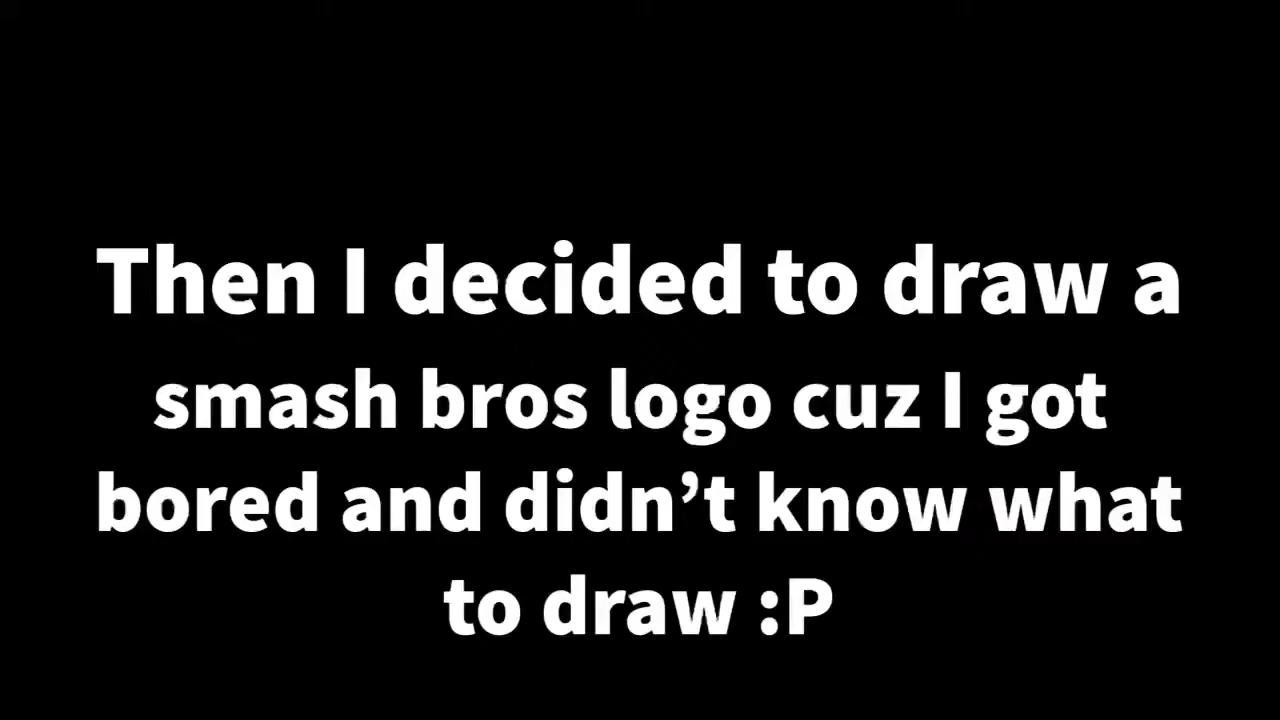 Then I decided to draw a
smash bros logo cuz I got
bored and didn’t know what
to draw :P